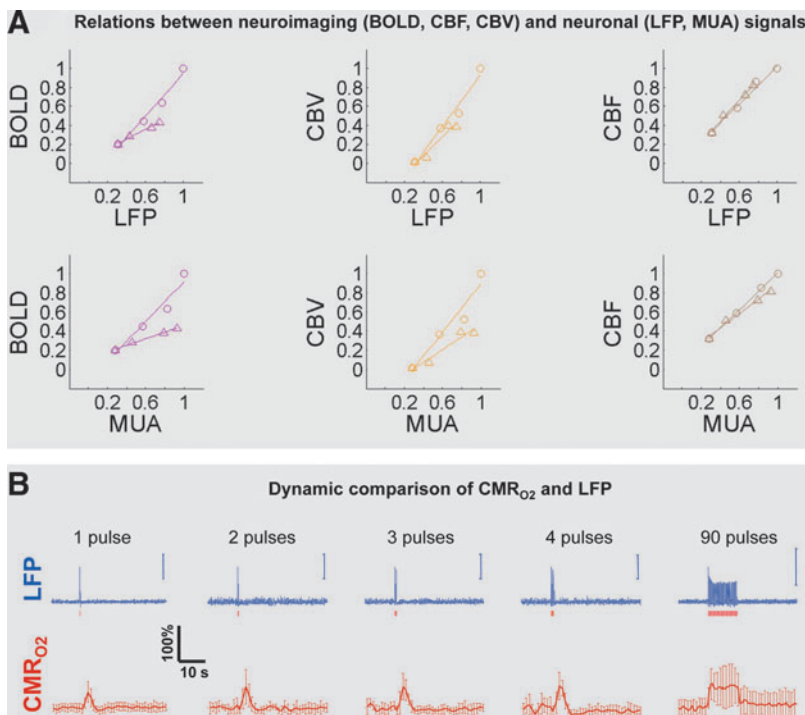 A Relations between neuroimaging (BOLD, CBF, CBV) and neuronal (LFP, MUA) signals
BOLD
1
0.8
0.6
0.4
0.2
0
0.2 0.6 1
LFP
CBV
1
0.8
0.6
0.4
0.2
0
0.2 0.6 1
LFP
CBF
1
0.8
0.6
0.4
0.2
0
0.2 0.6 1
LFP
BOLD
1
0.8
0.6
0.4
0.2
0
0.2 0.6 1
MUA
CBV
1
0.8
0.6
0.4
0.2
0
0.2 0.6 1
MUA
CBF
1
0.8
0.6
0.4
0.2
0
0.2 0.6 1
MUA
B Dynamic comparison of CMRO2 and LFP
1 pulse 2 pulses 3 pulses 4 pulses 90 pulses
LFP
100%
10 s
CMRO2